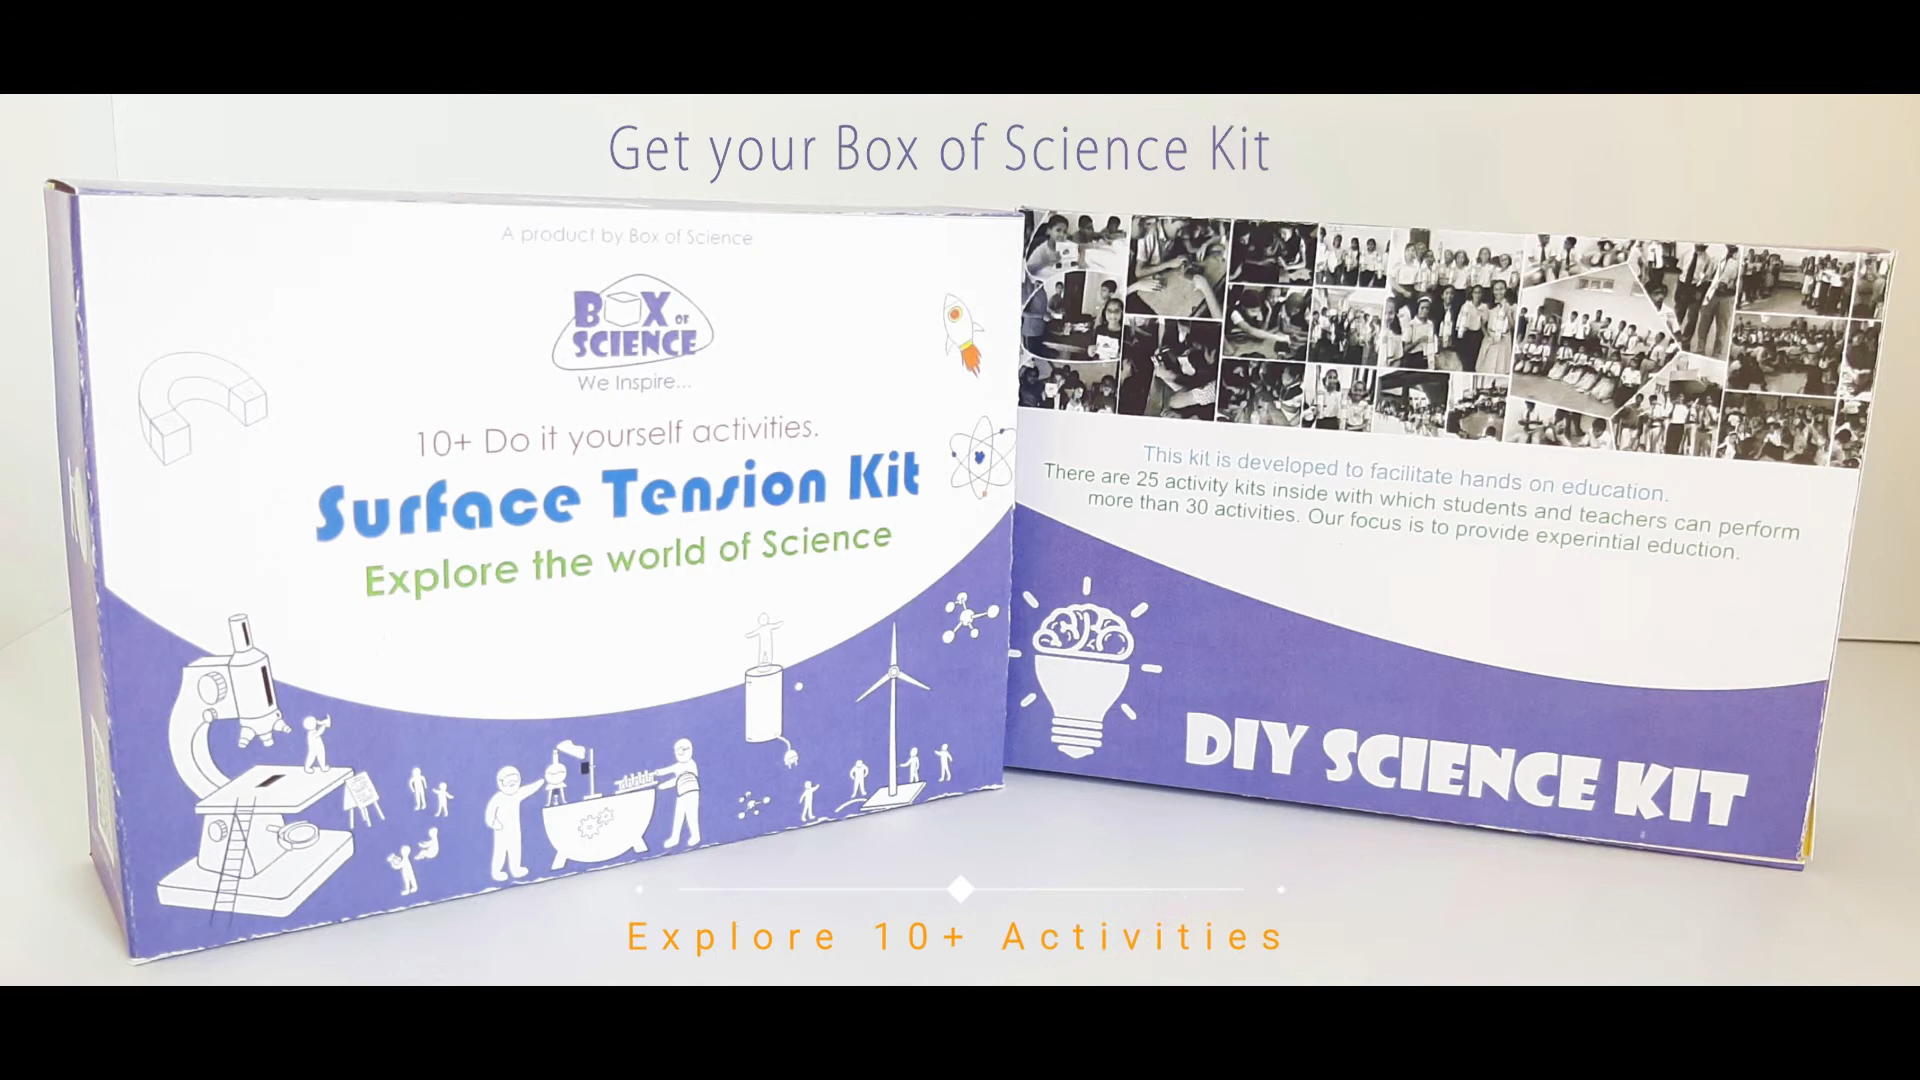 Get your Box of Science Kit
A product by Box of Science
BOX OF
SCIENCE
We Inspire...
10+ Do it yourself activities.
Surface Tension Kit
Explore the world of Science
This kit is developed to facilitate hands on education.
There are 25 activity kits inside with which students and teachers can perform
more than 30 activities. Our focus is to provide experintial eduction.
DIY SCIENCE KIT
Explore 10+ Activities